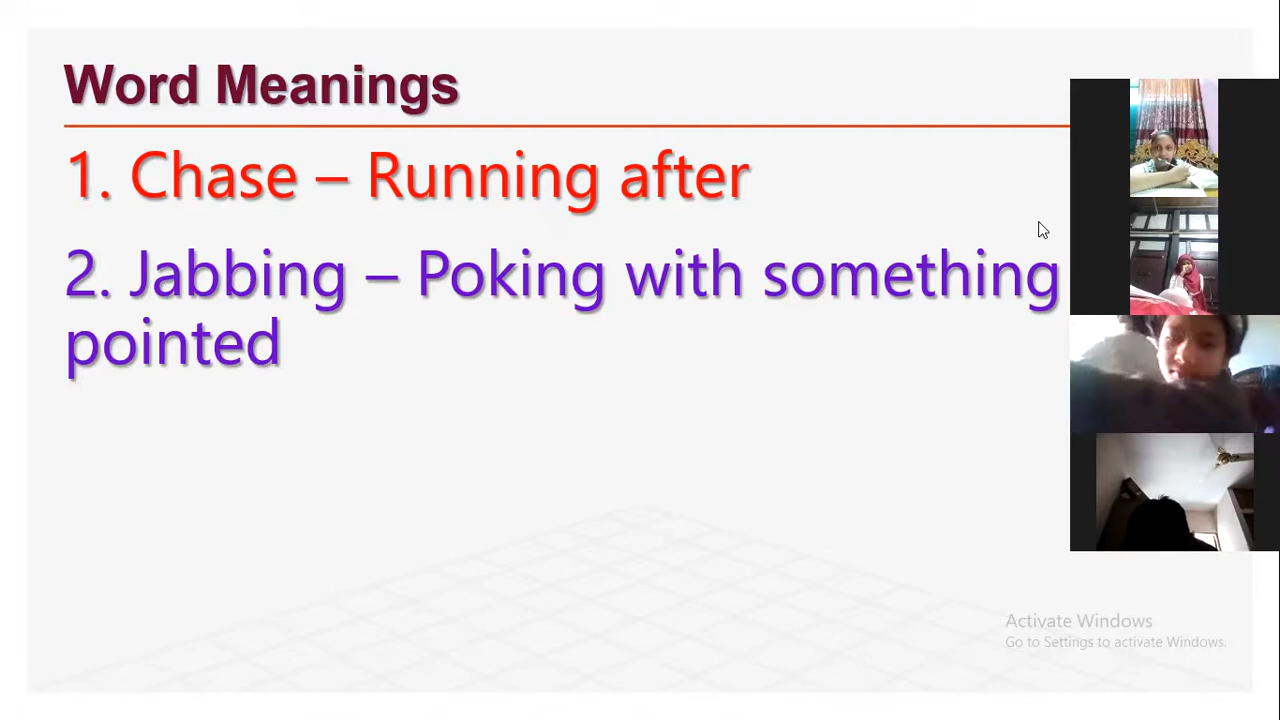 Word Meanings
1. Chase – Running after
2. Jabbing – Poking with something
pointed
Activate Windows
Go to Settings to activate Windows.